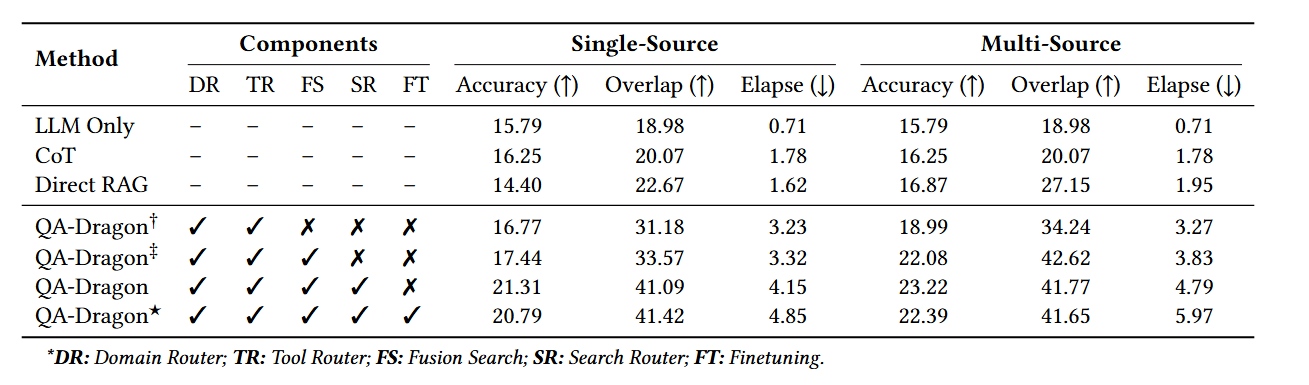 Method Components Single-Source Multi-Source
DR TR FS SR FT Accuracy (↑) Overlap (↑) Elapse (↓) Accuracy (↑) Overlap (↑) Elapse (↓)
LLM Only – – – – – 15.79 18.98 0.71 15.79 18.98 0.71
CoT – – – – – 16.25 20.07 1.78 16.25 20.07 1.78
Direct RAG – – – – – 14.40 22.67 1.62 16.87 27.15 1.95
QA-Dragon† ✓ ✓ ✗ ✗ ✗ 16.77 31.18 3.23 18.99 34.24 3.27
QA-Dragon‡ ✓ ✓ ✓ ✗ ✗ 17.44 33.57 3.32 22.08 42.62 3.83
QA-Dragon ✓ ✓ ✓ ✓ ✗ 21.31 41.09 4.15 23.22 41.77 4.79
QA-Dragon★ ✓ ✓ ✓ ✓ ✓ 20.79 41.42 4.85 22.39 41.65 5.97
*DR: Domain Router; TR: Tool Router; FS: Fusion Search; SR: Search Router; FT: Finetuning.